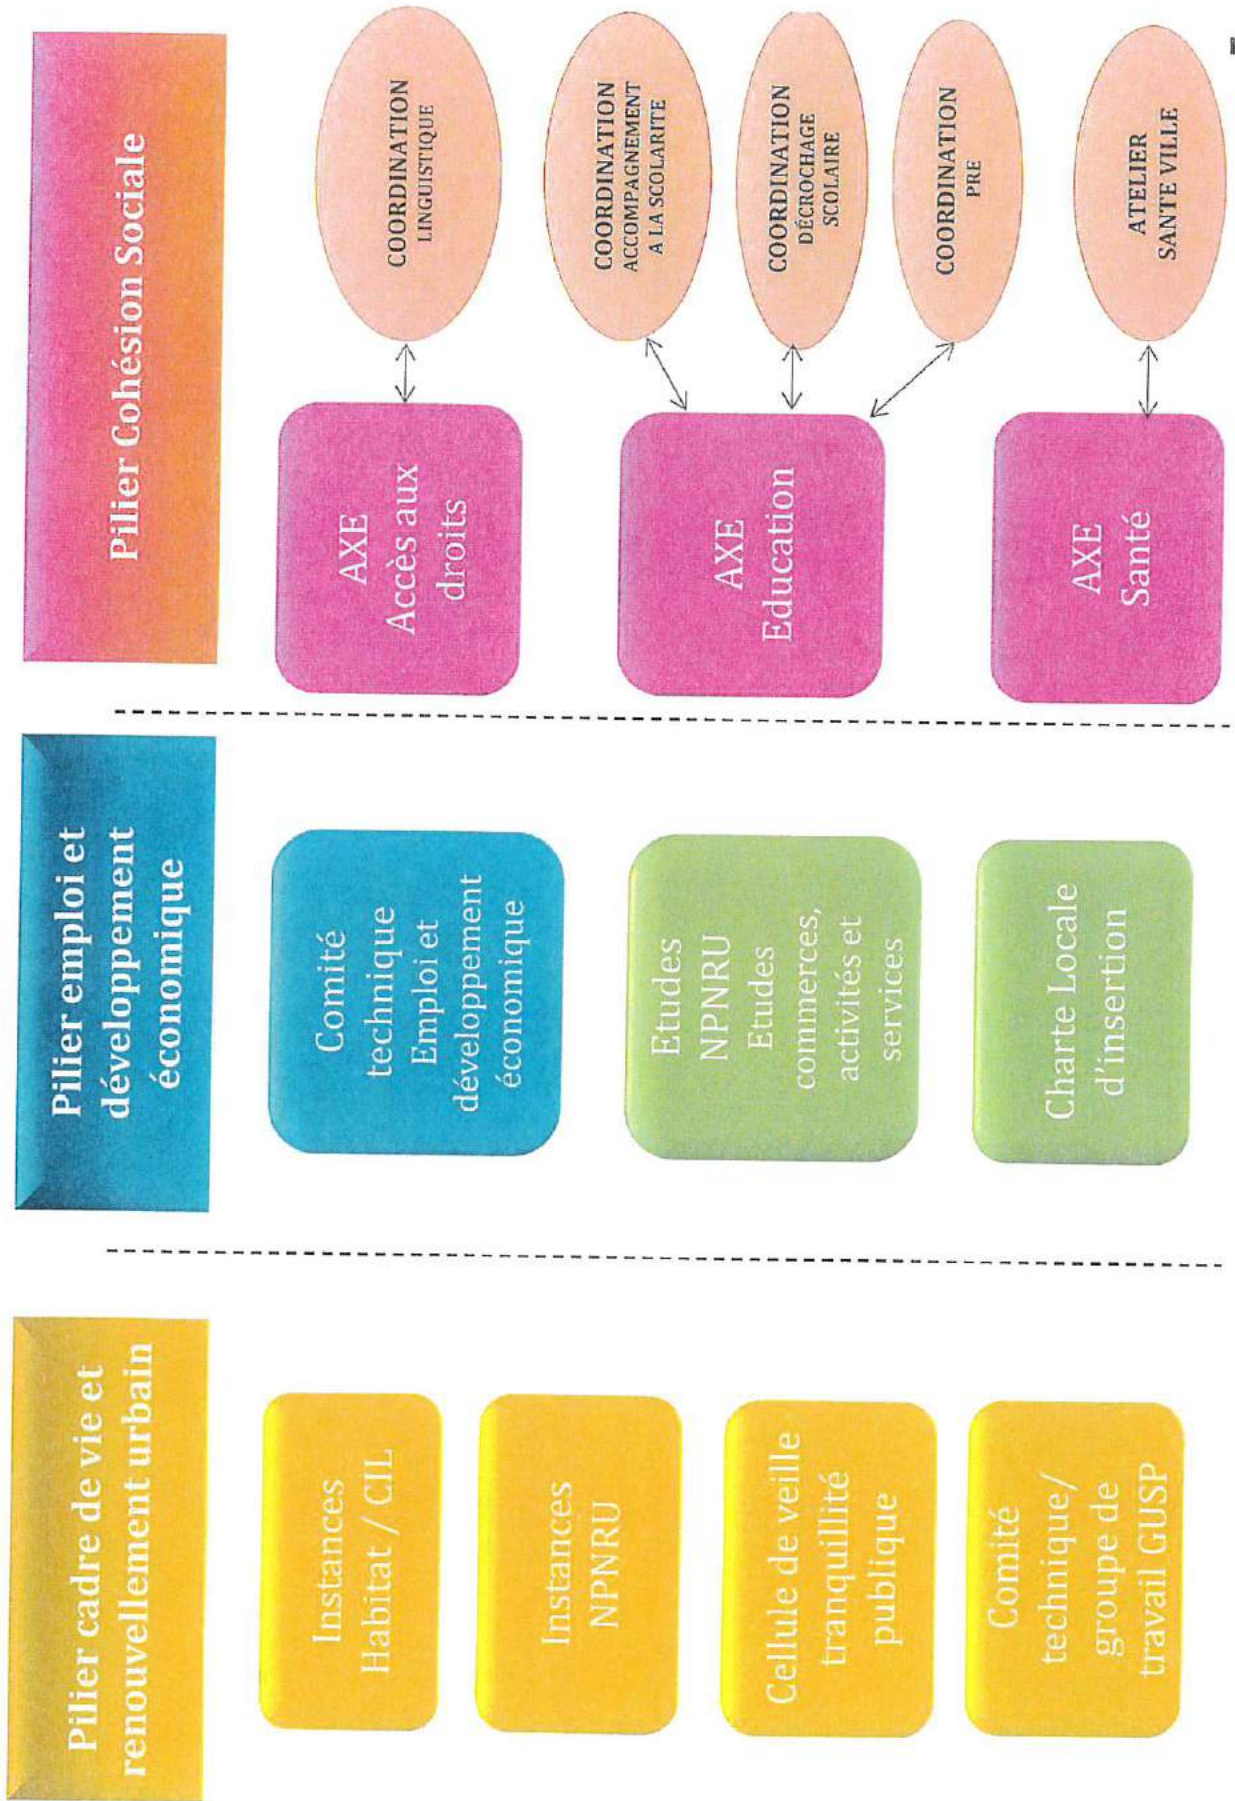 Pilier cadre de vie et
renouvellement urbain
Instances
Habitat / CIL
Instances
NPNRU
Cellule de veille
tranquillité
publique
Comité
technique/
groupe de
travail GUSP
Pilier emploi et
développement
économique
Comité
technique
Emploi et
développement
économique
Etudes
NPNRU
Etudes
commerces,
activités et
services
Charte Locale
d'insertion
Pilier Cohésion Sociale
AXE
Accès aux
droits
COORDINATION
LINGUISTIQUE
AXE
Education
COORDINATION
ACCOMPAGNEMENT
A LA SCOLARITE
COORDINATION
DÉCROCHAGE
SCOLAIRE
COORDINATION
PRE
AXE
Santé
ATELIER
SANTE VILLE